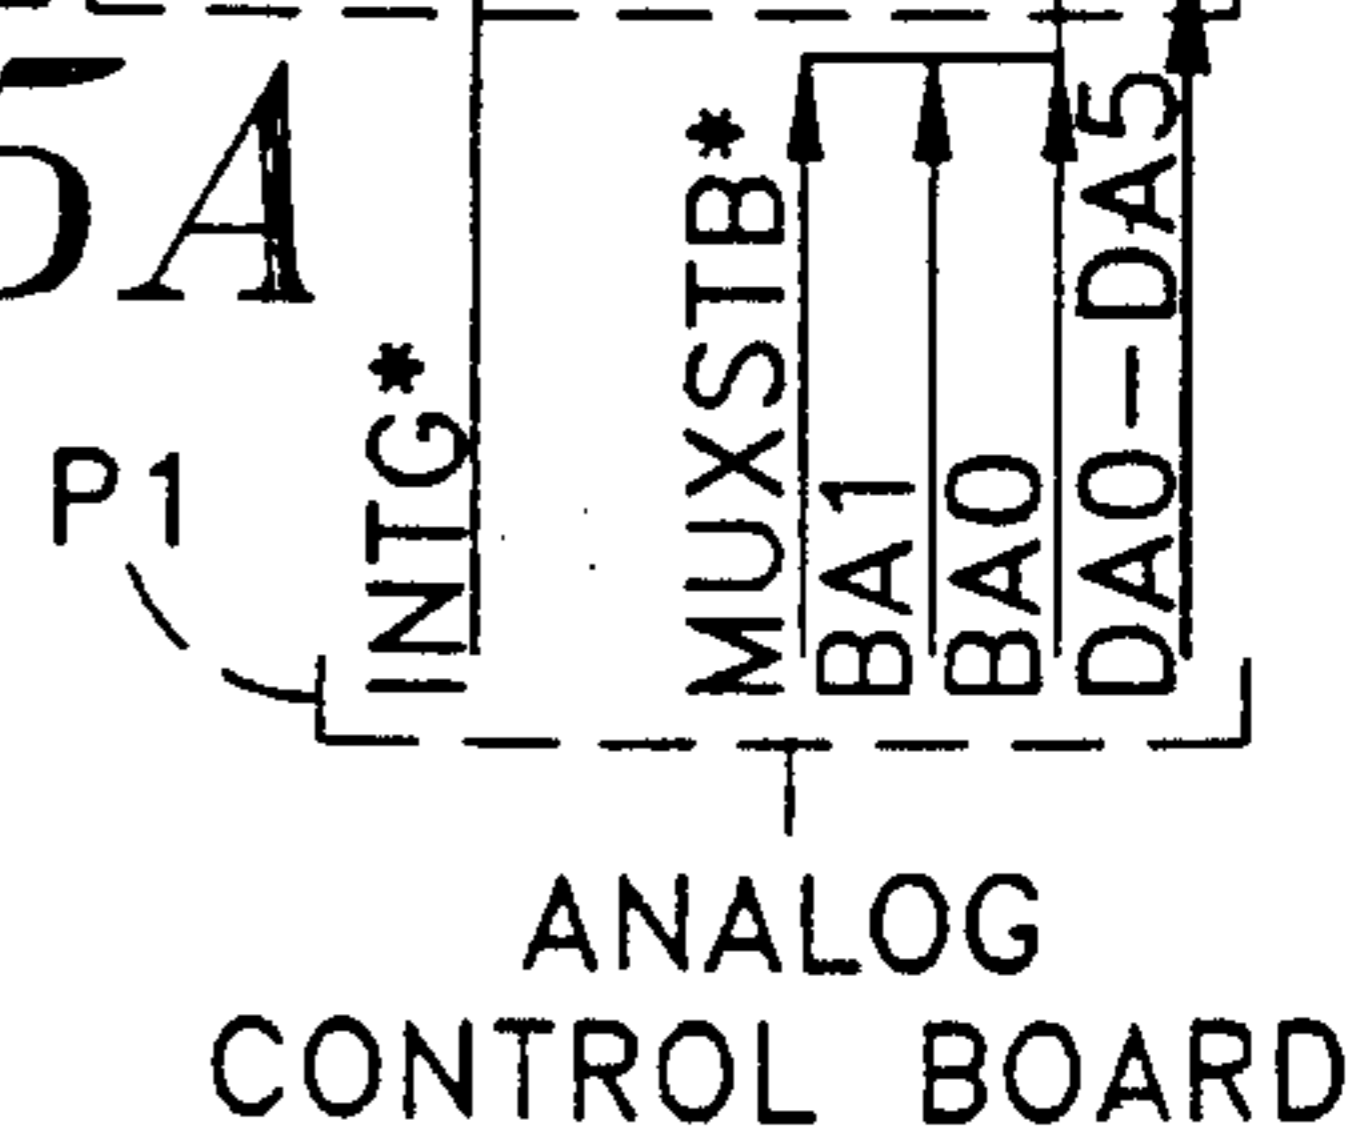 5A
P1
INTG*
MUXSTB*
BA1
BA0
DA0-DA5
ANALOG
CONTROL BOARD